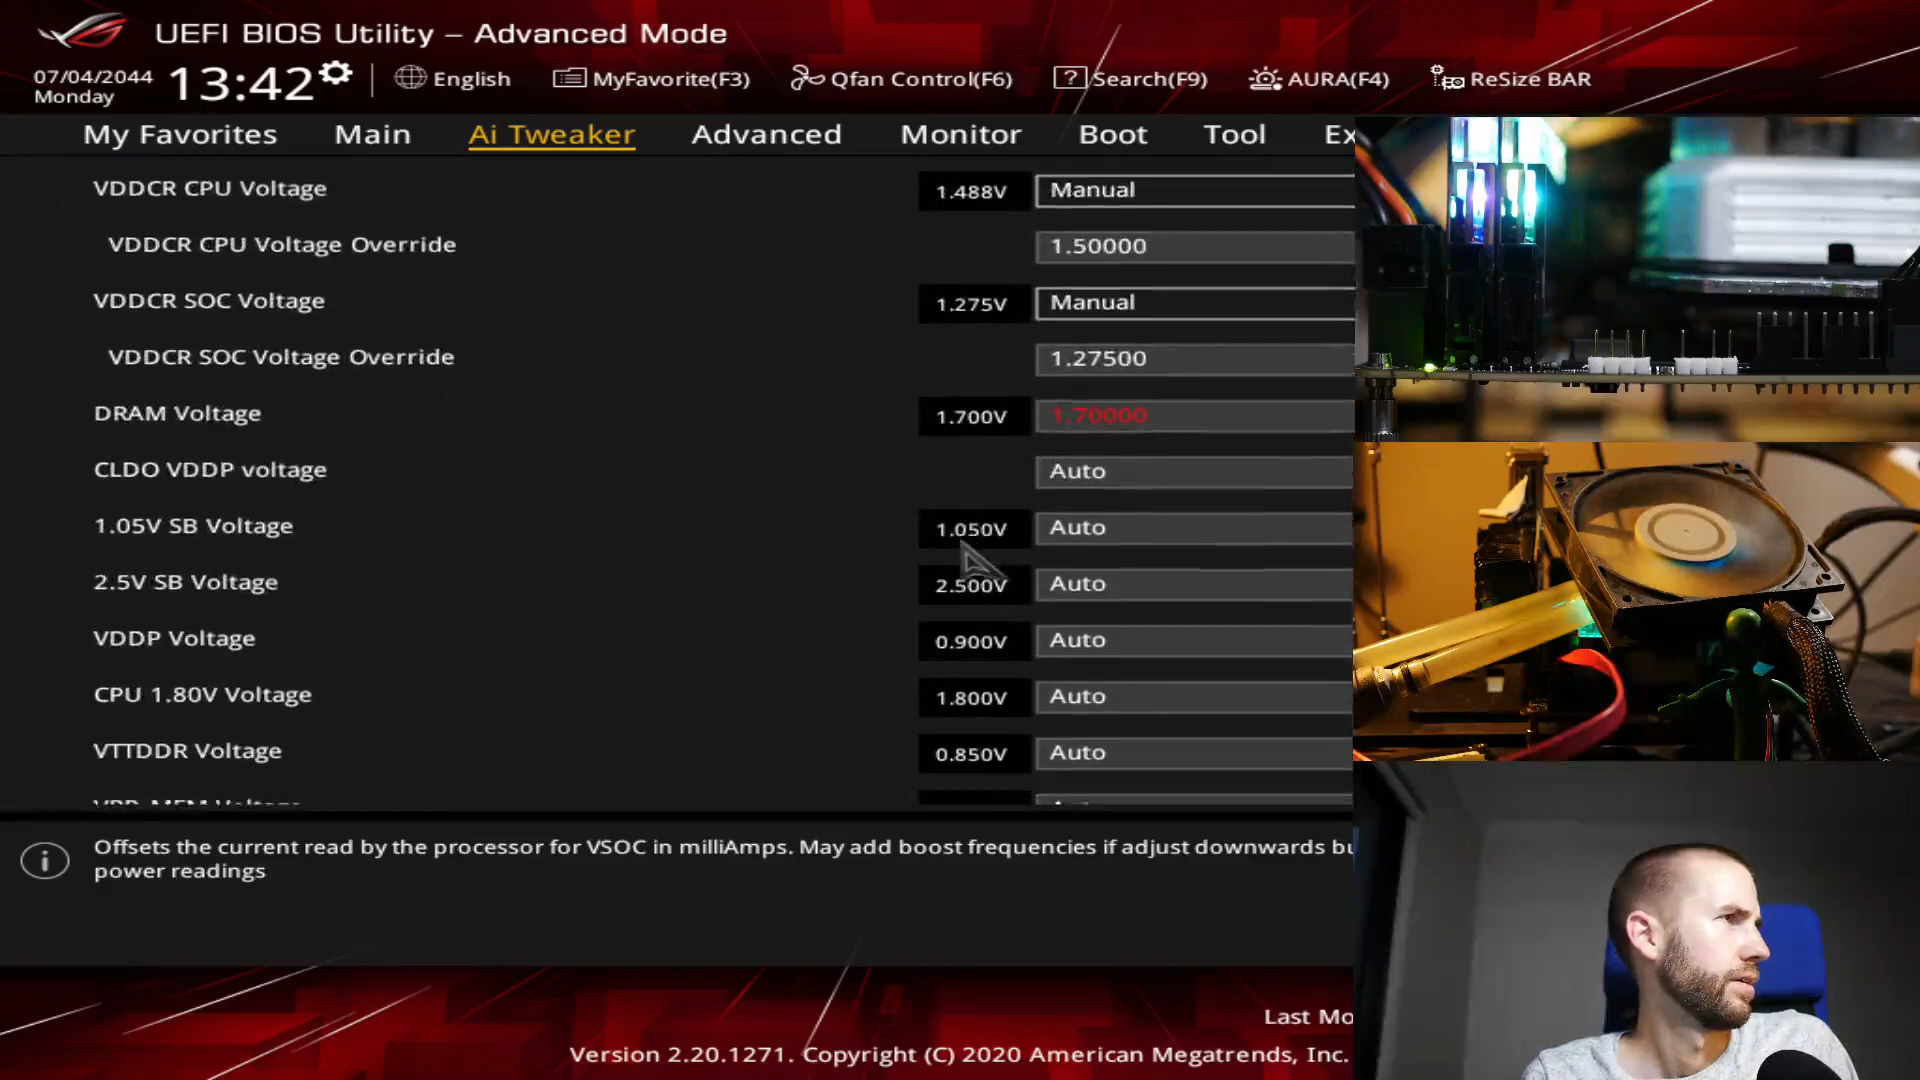 UEFI BIOS Utility – Advanced Mode
07/04/2044
Monday
13:42
English
MyFavorite(F3)
Qfan Control(F6)
Search(F9)
AURA(F4)
ReSize BAR
My Favorites
Main
Ai Tweaker
Advanced
Monitor
Boot
Tool
Ex
VDDCR CPU Voltage 1.488V Manual
VDDCR CPU Voltage Override 1.50000
VDDCR SOC Voltage 1.275V Manual
VDDCR SOC Voltage Override 1.27500
DRAM Voltage 1.700V 1.70000
CLDO VDDP voltage Auto
1.05V SB Voltage 1.050V Auto
2.5V SB Voltage 2.500V Auto
VDDP Voltage 0.900V Auto
CPU 1.80V Voltage 1.800V Auto
VTTDDR Voltage 0.850V Auto
Offsets the current read by the processor for VSOC in milliAmps. May add boost frequencies if adjust downwards bu
power readings
Last Mo
Version 2.20.1271. Copyright (C) 2020 American Megatrends, Inc.